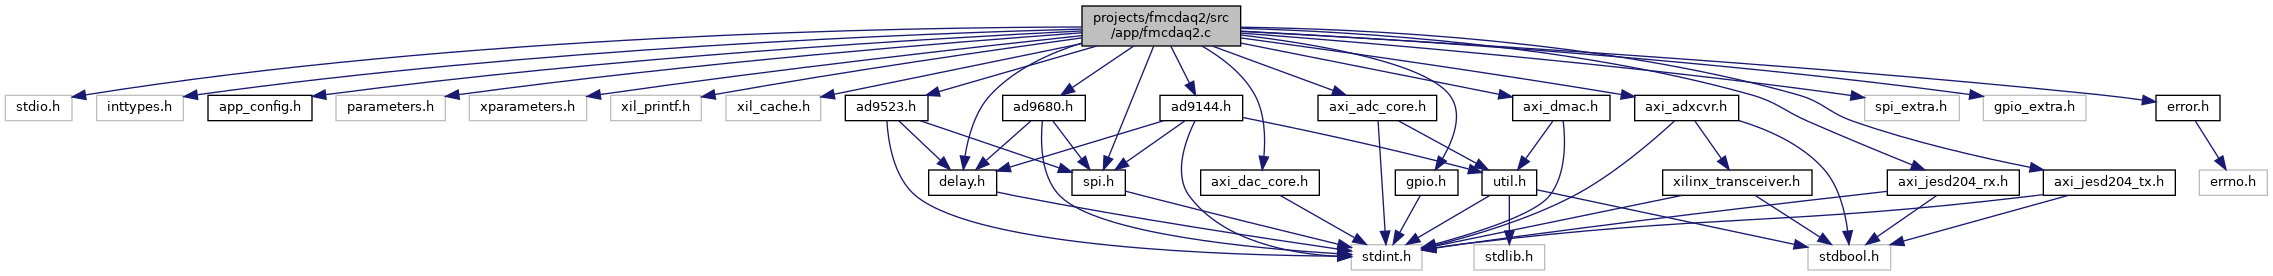 projects/fmcdaq2/src
/app/fmcdaq2.c
stdio.h
inttypes.h
app_config.h
parameters.h
xparameters.h
xil_printf.h
xil_cache.h
ad9523.h
ad9680.h
ad9144.h
axi_adc_core.h
axi_dmac.h
axi_adxcvr.h
spi_extra.h
gpio_extra.h
error.h
delay.h
spi.h
axi_dac_core.h
gpio.h
util.h
xilinx_transceiver.h
axi_jesd204_rx.h
axi_jesd204_tx.h
errno.h
stdint.h
stdlib.h
stdbool.h